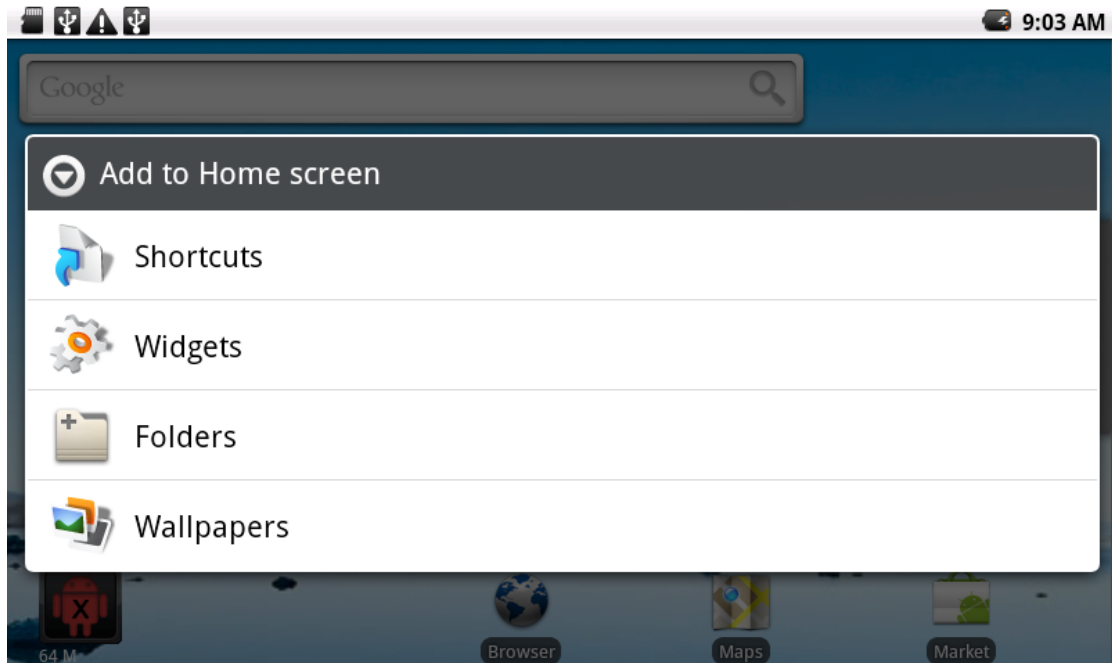 9:03 AM
Google
Add to Home screen
Shortcuts
Widgets
Folders
Wallpapers
X
64 M
Browser
Maps
Market